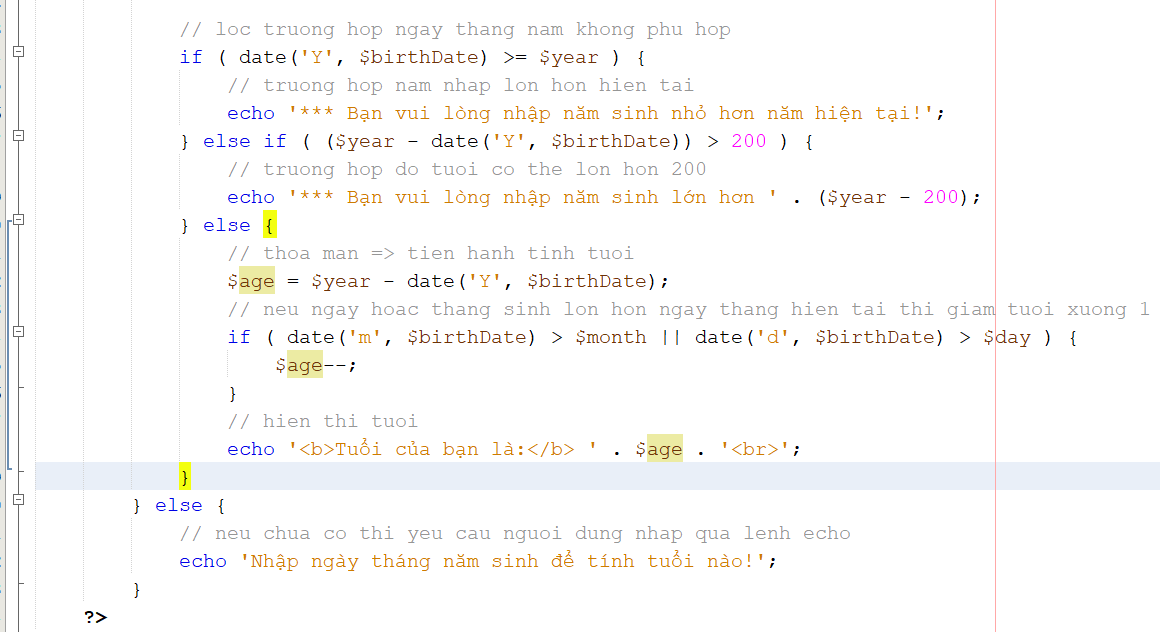 // loc truong hop ngay thang nam khong phu hop
if ( date('Y', $birthDate) >= $year ) {
// truong hop nam nhap lon hon hien tai
echo '*** Bạn vui lòng nhập năm sinh nhỏ hơn năm hiện tại!';
} else if ( ($year - date('Y', $birthDate)) > 200 ) {
// truong hop do tuoi co the lon hon 200
echo '*** Bạn vui lòng nhập năm sinh lớn hơn ' . ($year - 200);
} else {
// thoa man => tien hanh tinh tuoi
$age = $year - date('Y', $birthDate);
// neu ngay hoac thang sinh lon hon ngay thang hien tai thi giam tuoi xuong 1
if ( date('m', $birthDate) > $month || date('d', $birthDate) > $day ) {
$age--;
}
// hien thi tuoi
echo '<b>Tuổi của bạn là:</b> ' . $age . '<br>';
}
} else {
// neu chua co thi yeu cau nguoi dung nhap qua lenh echo
echo 'Nhập ngày tháng năm sinh để tính tuổi nào!';
}
?>